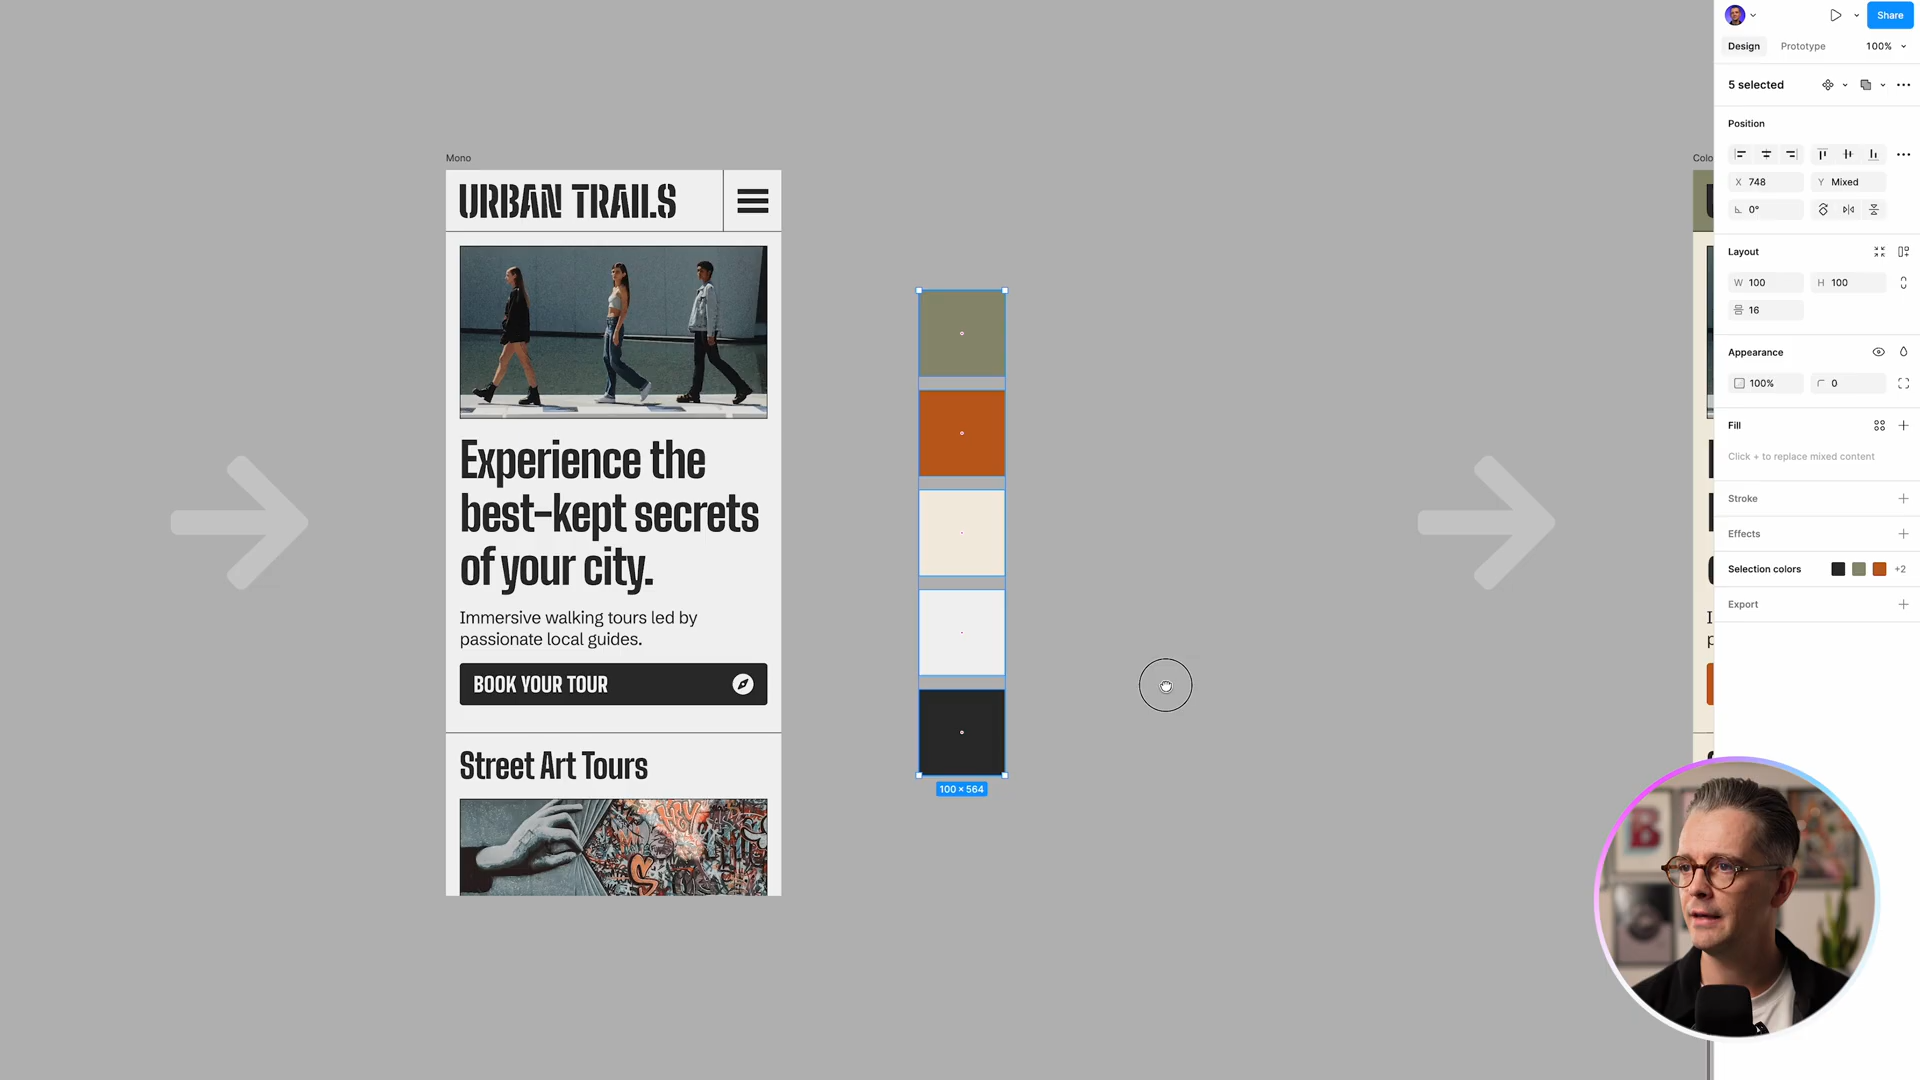 Share
Design
Prototype
100%
5 selected
Position
X 748
Y Mixed
0°
Layout
W 100
H 100
16
Appearance
100%
0
Fill
Click + to replace mixed content
Stroke
Effects
Selection colors
+2
Export
Mono
URBAN TRAILS
Experience the
best-kept secrets
of your city.
Immersive walking tours led by
passionate local guides.
BOOK YOUR TOUR
Street Art Tours
100 × 564
Colo
B